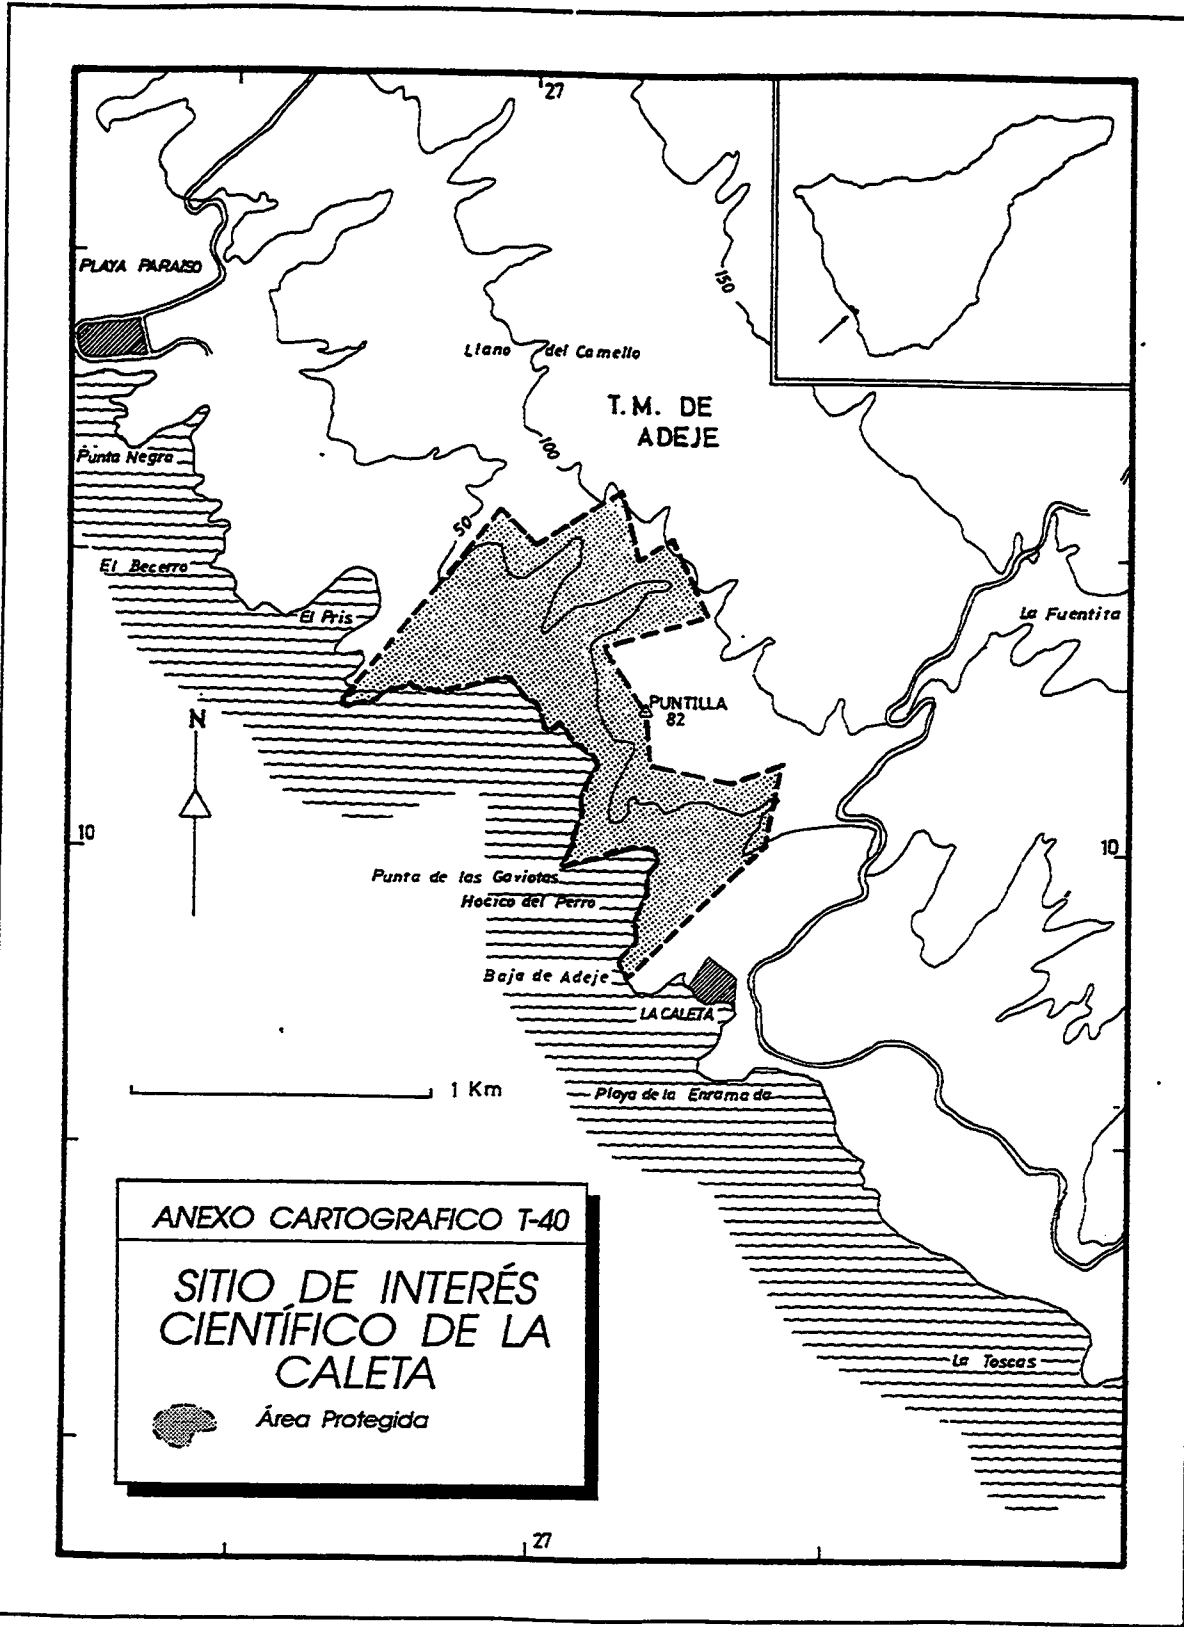 27
PLAYA PARAISO
150
Llano del Camello
T.M. DE
ADEJE
100
Punta Negra
50
El Becerro
El Pris
La Fuentita
PUNTILLA
82
N
10
10
Punta de las Gaviotas
Hocico del Perro
Baja de Adeje
LA CALETA
1 Km
Playa de la Enramada
ANEXO CARTOGRAFICO T-40
SITIO DE INTERÉS
CIENTÍFICO DE LA
CALETA
Área Protegida
La Toscas
27